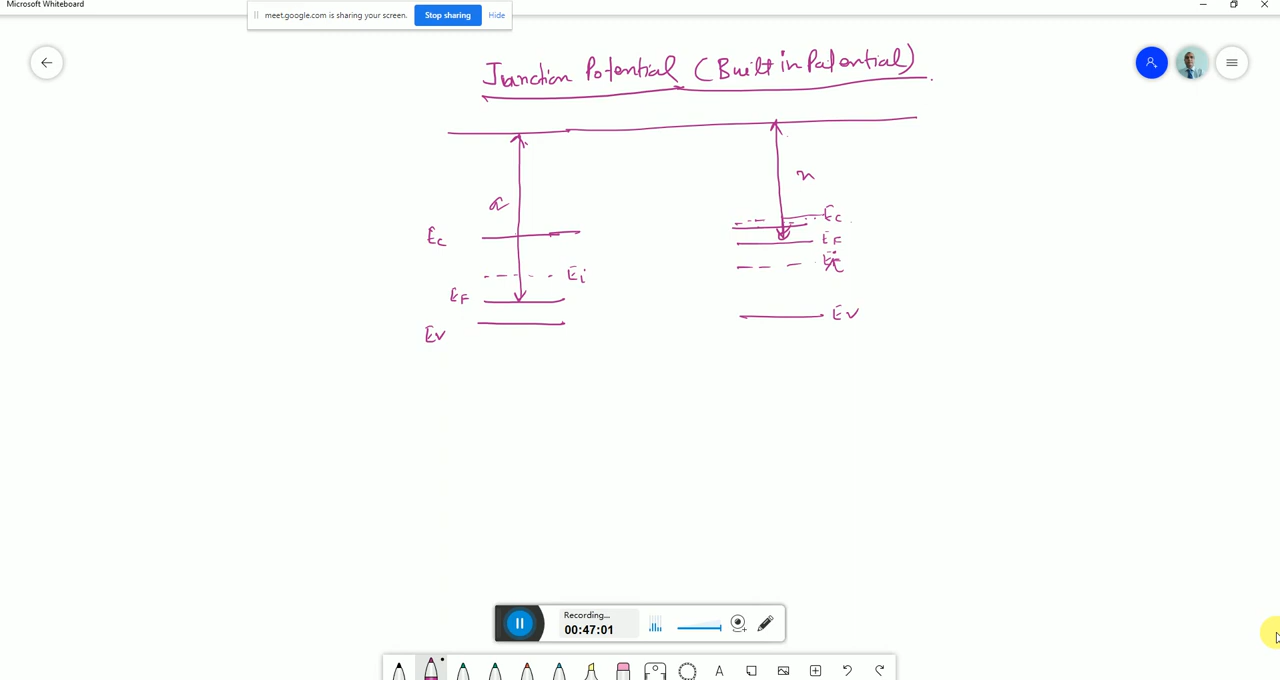 Microsoft Whiteboard
meet.google.com is sharing your screen. Stop sharing Hide
Junction Potential (Built in Potential).
Ec
Ei
EF
Ev
n
Ec
EF
Ev
Recording...
00:47:01
A